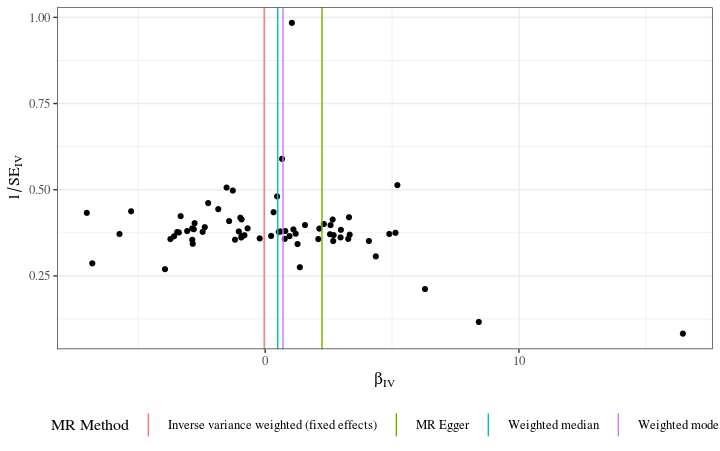 1.00
0.75
0.50
0.25
1/SE_IV
0 10
β_IV
MR Method Inverse variance weighted (fixed effects) MR Egger Weighted median Weighted mode